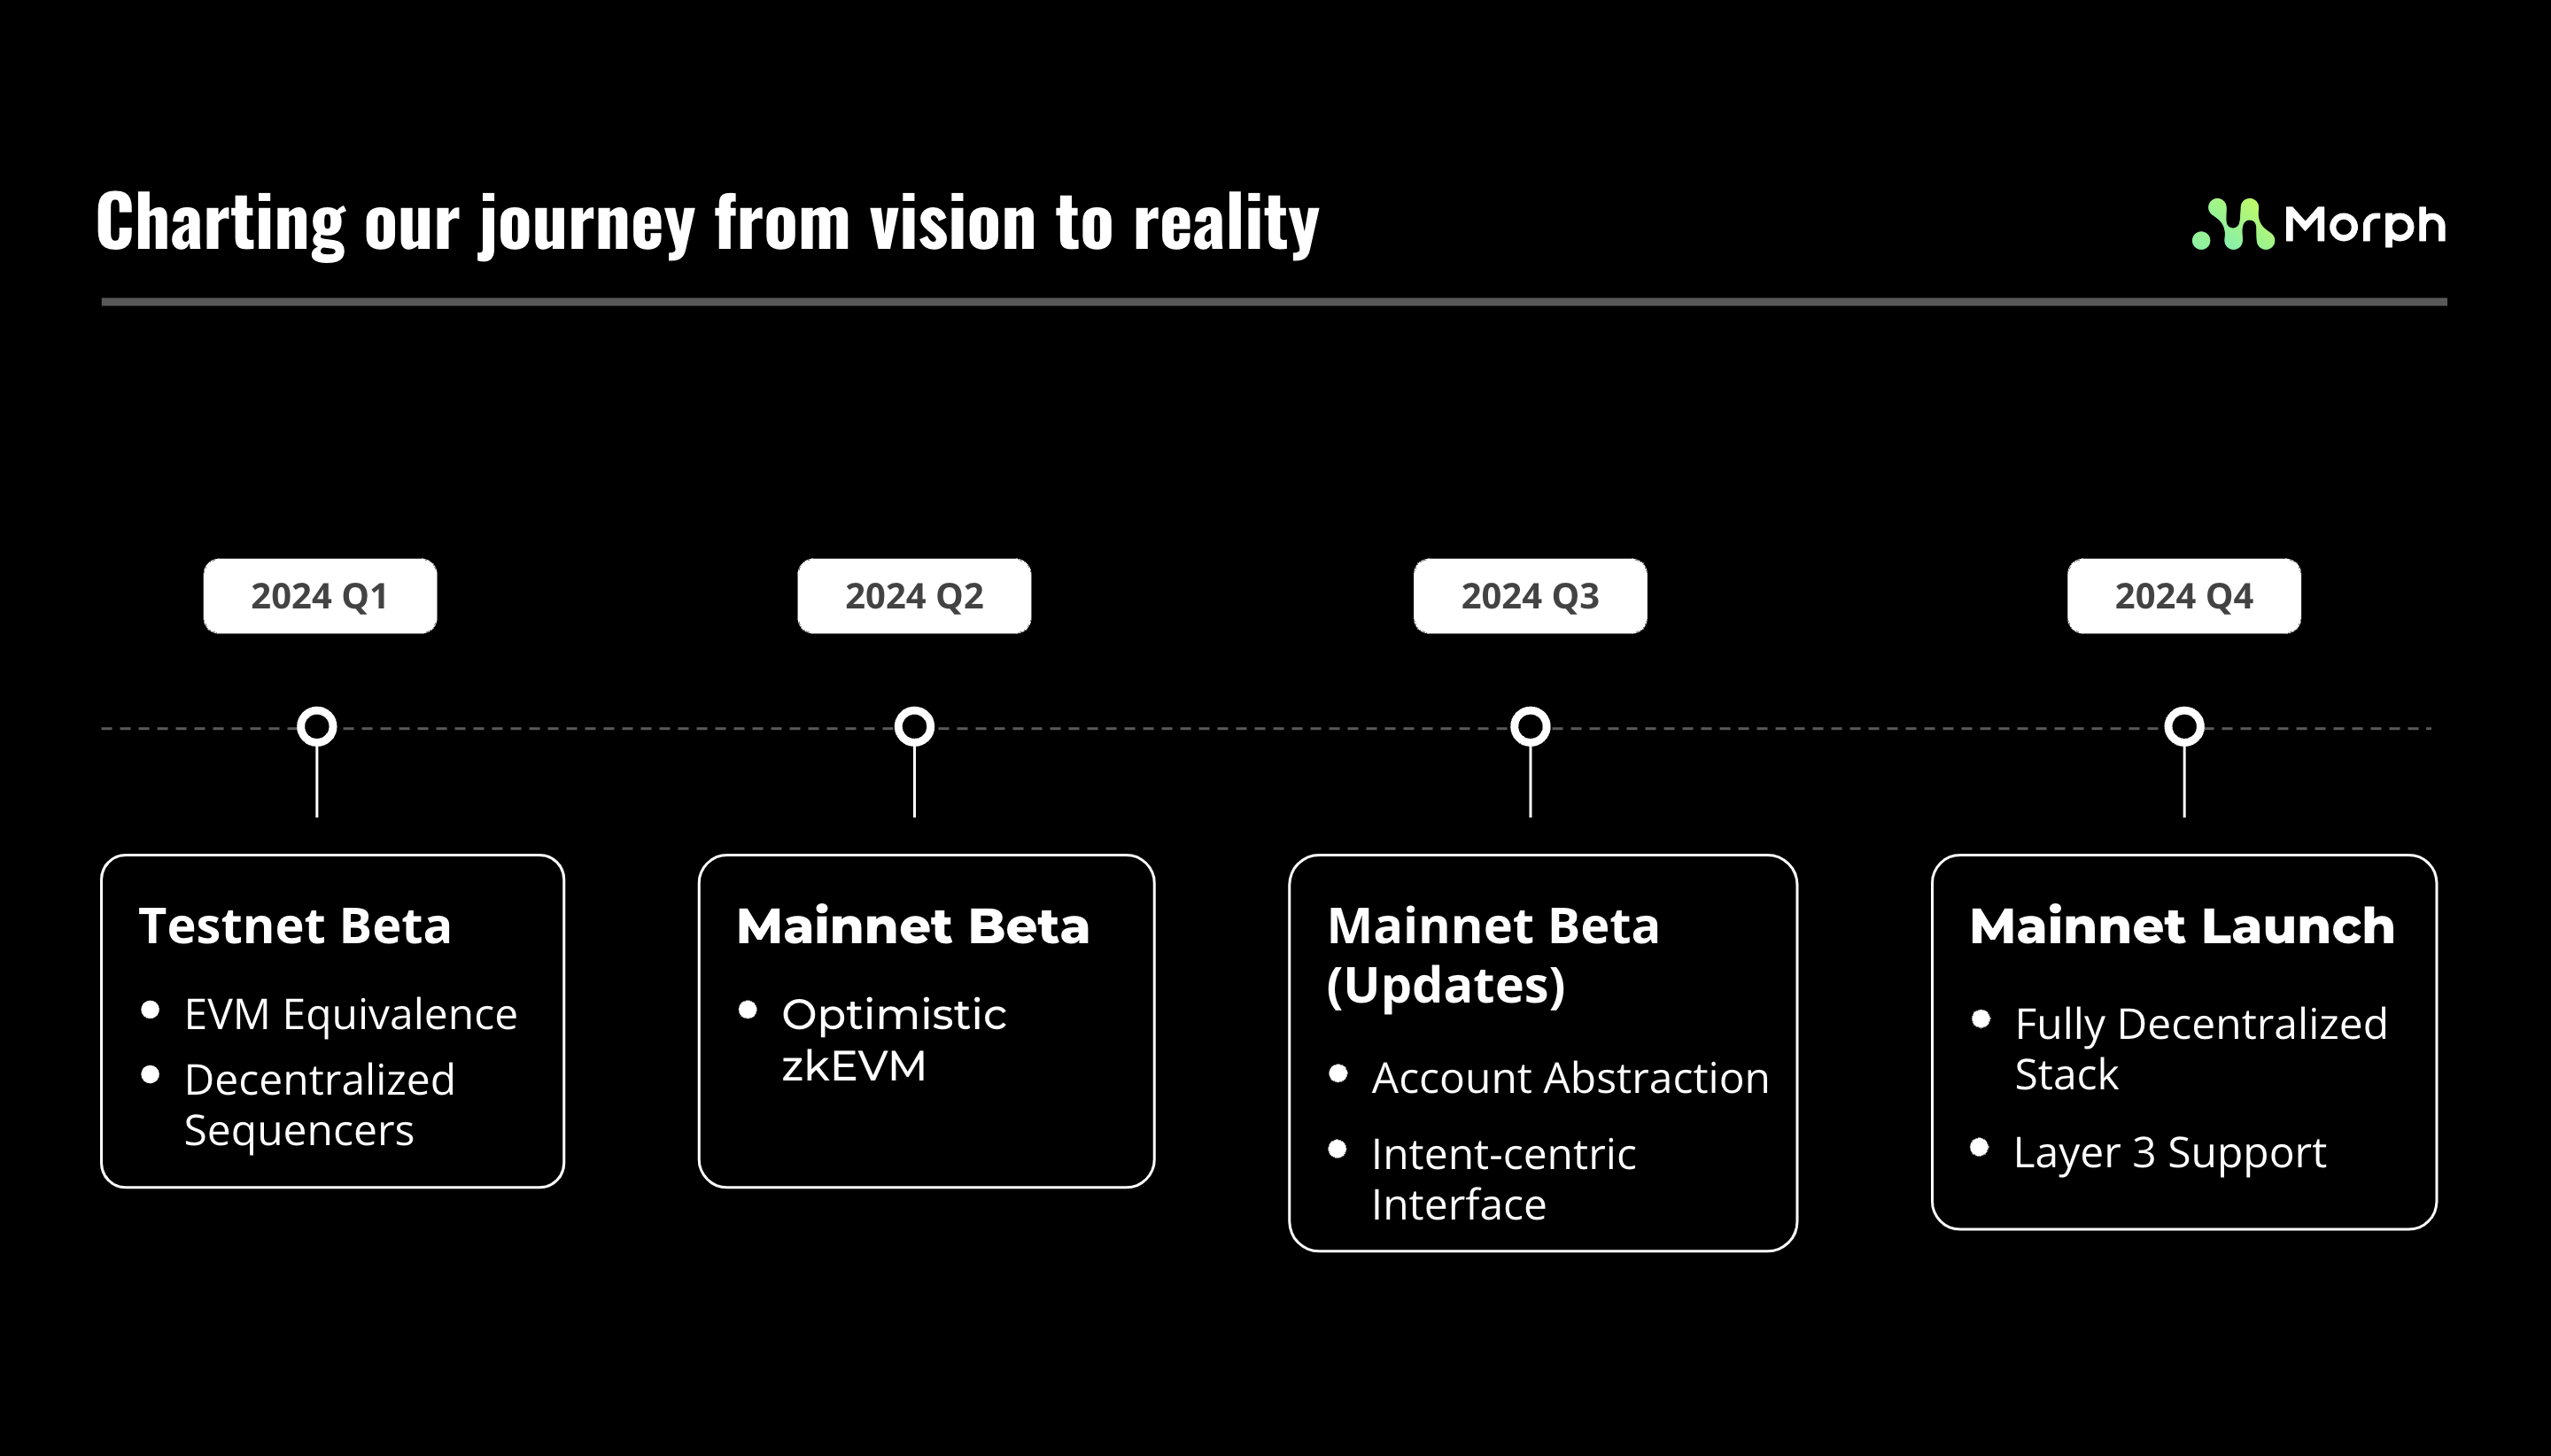 Charting our journey from vision to reality
Morph
2024 Q1
2024 Q2
2024 Q3
2024 Q4
Testnet Beta
EVM Equivalence
Decentralized
Sequencers
Mainnet Beta
Optimistic
zkEVM
Mainnet Beta
(Updates)
Account Abstraction
Intent-centric
Interface
Mainnet Launch
Fully Decentralized
Stack
Layer 3 Support